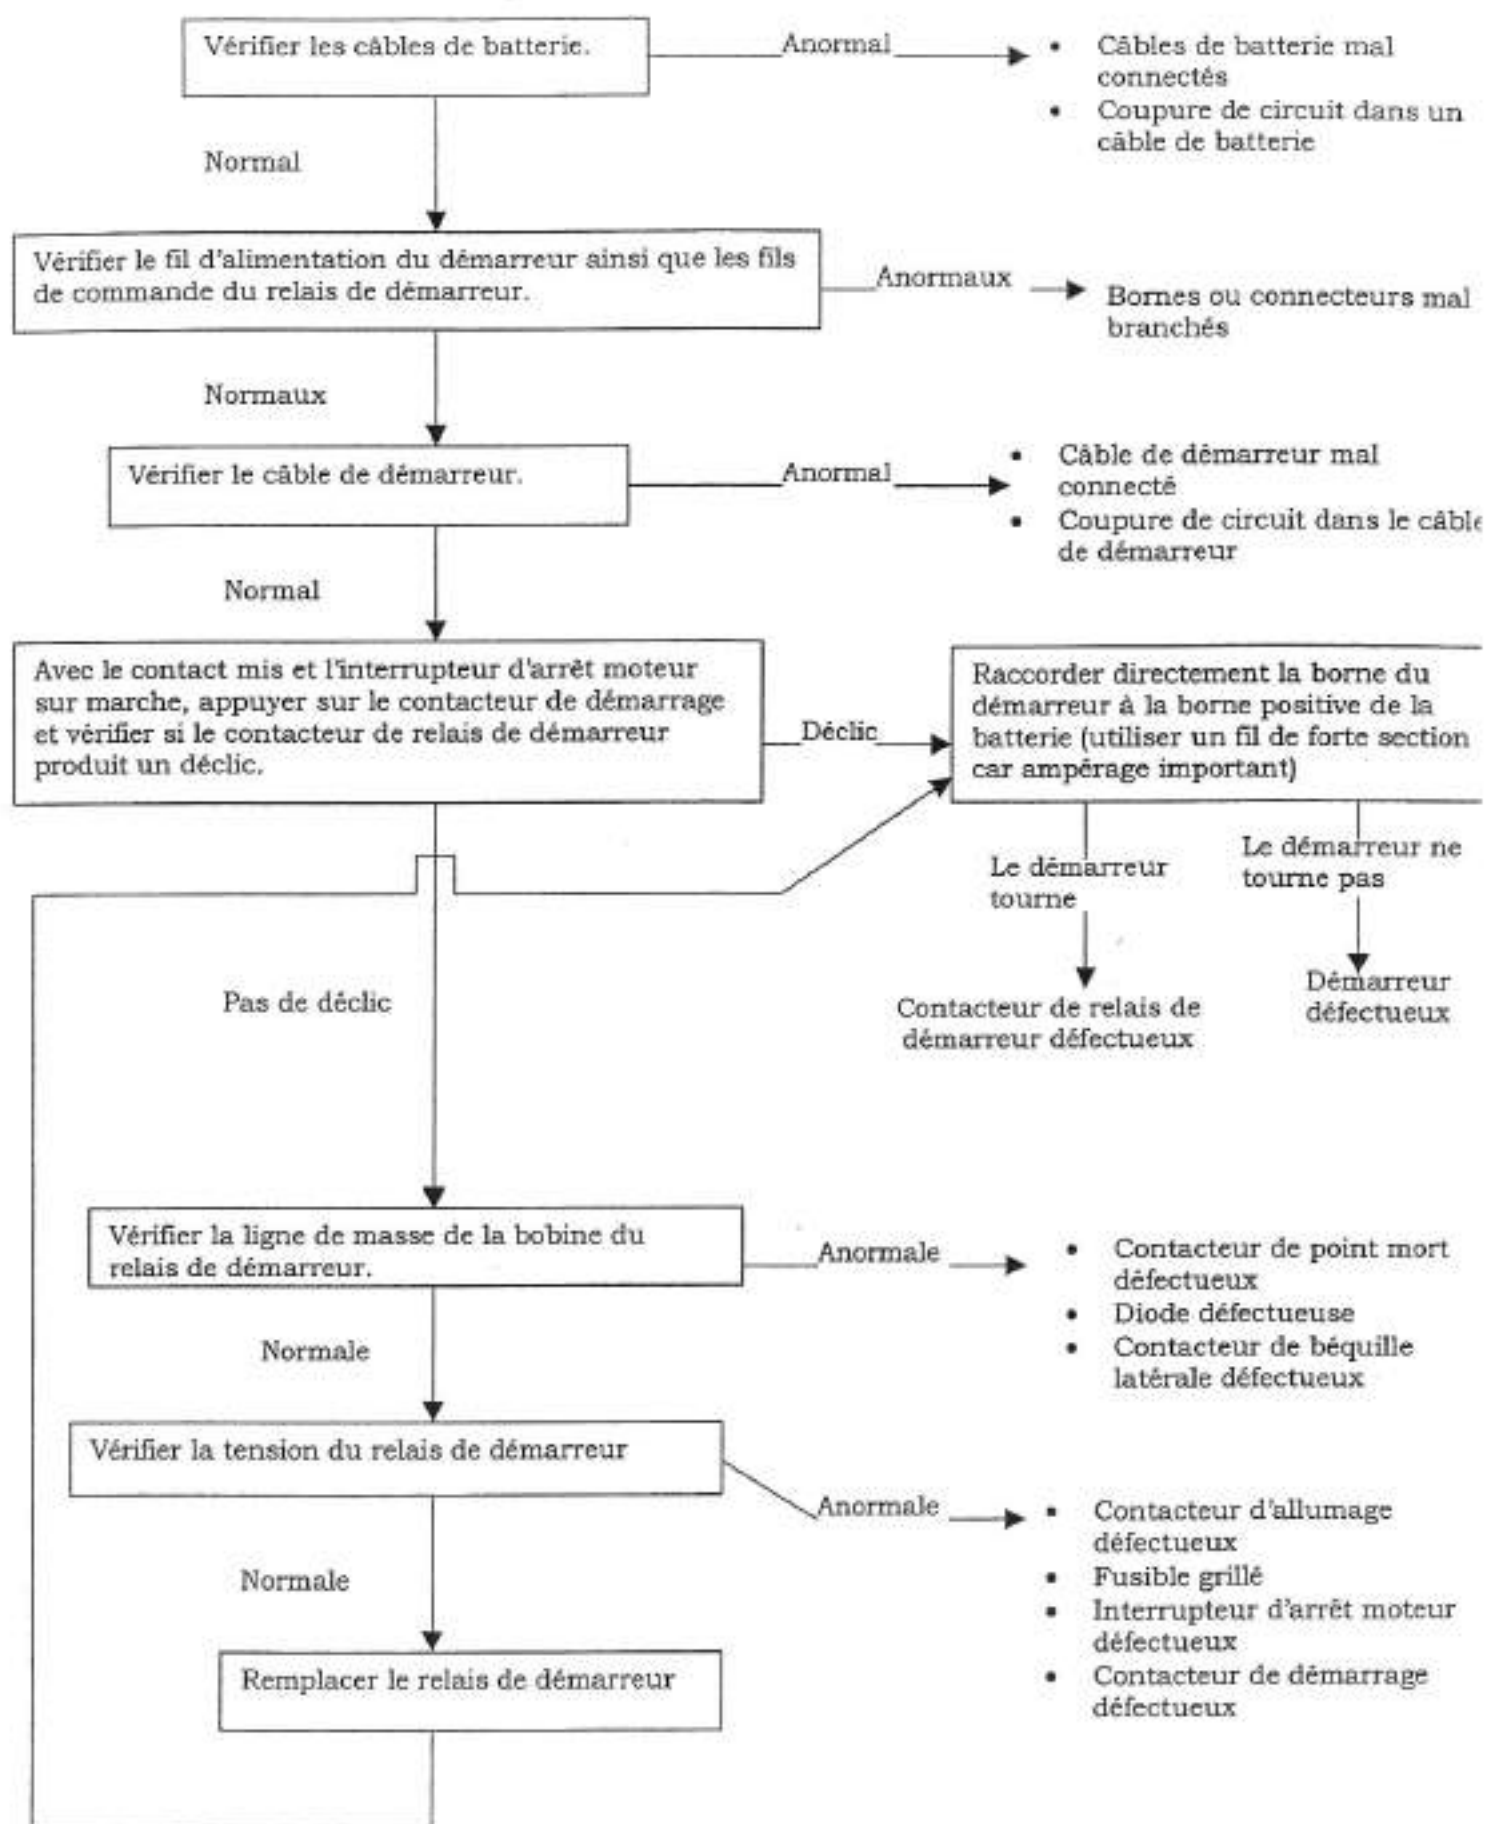 Vérifier les câbles de batterie.
Anormal
• Câbles de batterie mal
connectés
• Coupure de circuit dans un
câble de batterie
Normal
Vérifier le fil d'alimentation du démarreur ainsi que les fils
de commande du relais de démarreur.
Anormaux
Bornes ou connecteurs mal
branchés
Normaux
Vérifier le câble de démarreur.
Anormal
• Câble de démarreur mal
connecté
• Coupure de circuit dans le câble
de démarreur
Normal
Avec le contact mis et l'interrupteur d'arrêt moteur
sur marche, appuyer sur le contacteur de démarrage
et vérifier si le contacteur de relais de démarreur
produit un déclic.
Déclic
Raccorder directement la borne du
démarreur à la borne positive de la
batterie (utiliser un fil de forte section
car ampérage important)
Le démarreur
tourne
Le démarreur ne
tourne pas
Contacteur de relais de
démarreur défectueux
Démarreur
défectueux
Pas de déclic
Vérifier la ligne de masse de la bobine du
relais de démarreur.
Anormale
• Contacteur de point mort
défectueux
• Diode défectueuse
• Contacteur de béquille
latérale défectueux
Normale
Vérifier la tension du relais de démarreur
Anormale
• Contacteur d'allumage
défectueux
• Fusible grillé
• Interrupteur d'arrêt moteur
défectueux
• Contacteur de démarrage
défectueux
Normale
Remplacer le relais de démarreur